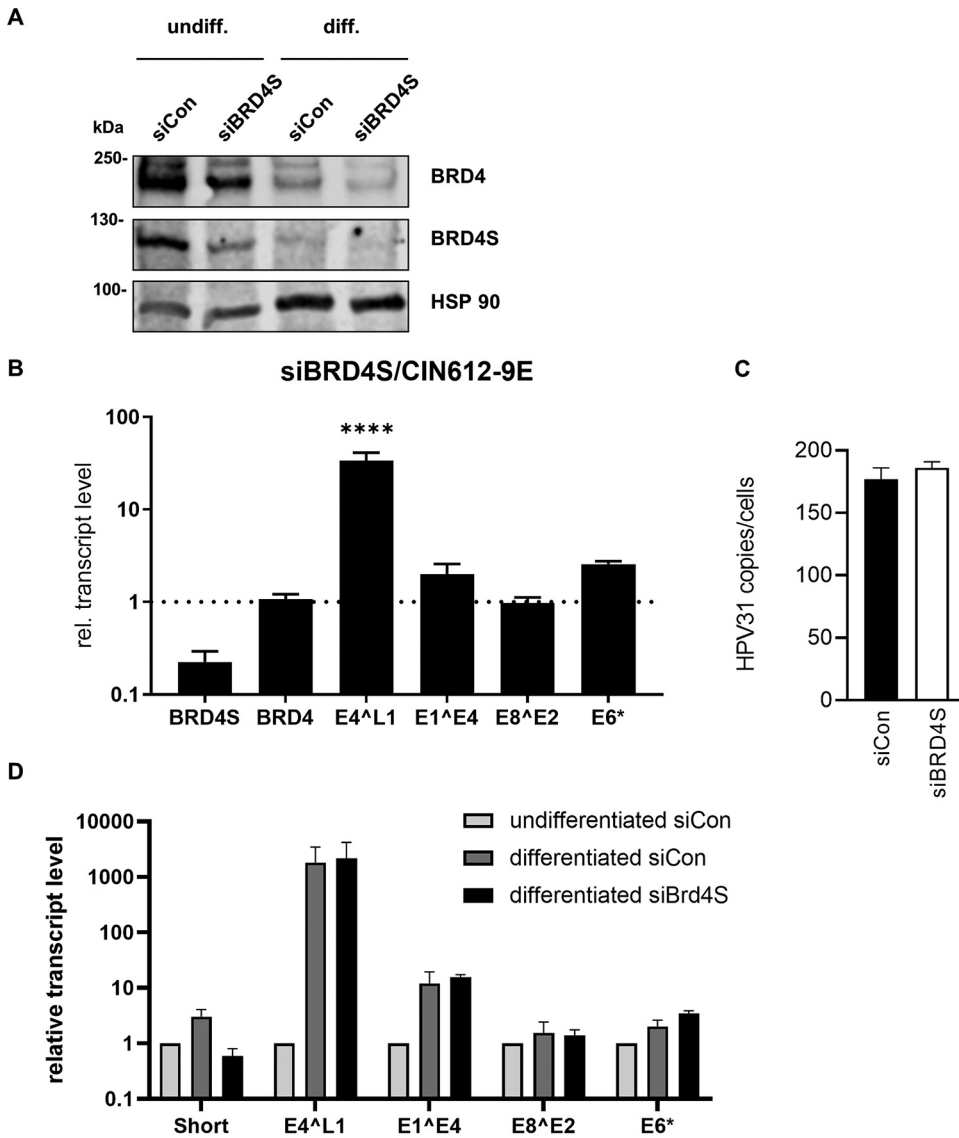 A
undiff. diff.
siCon siBRD4S siCon siBRD4S
kDa
250-
BRD4
130-
BRD4S
100-
HSP 90
B
siBRD4S/CIN612-9E
****
100
10
1
0.1
rel. transcript level
BRD4S BRD4 E4^L1 E1^E4 E8^E2 E6*
C
200
150
100
50
0
HPV31 copies/cells
siCon
siBRD4S
D
undifferentiated siCon
differentiated siCon
differentiated siBrd4S
10000
1000
100
10
1
0.1
relative transcript level
Short E4^L1 E1^E4 E8^E2 E6*